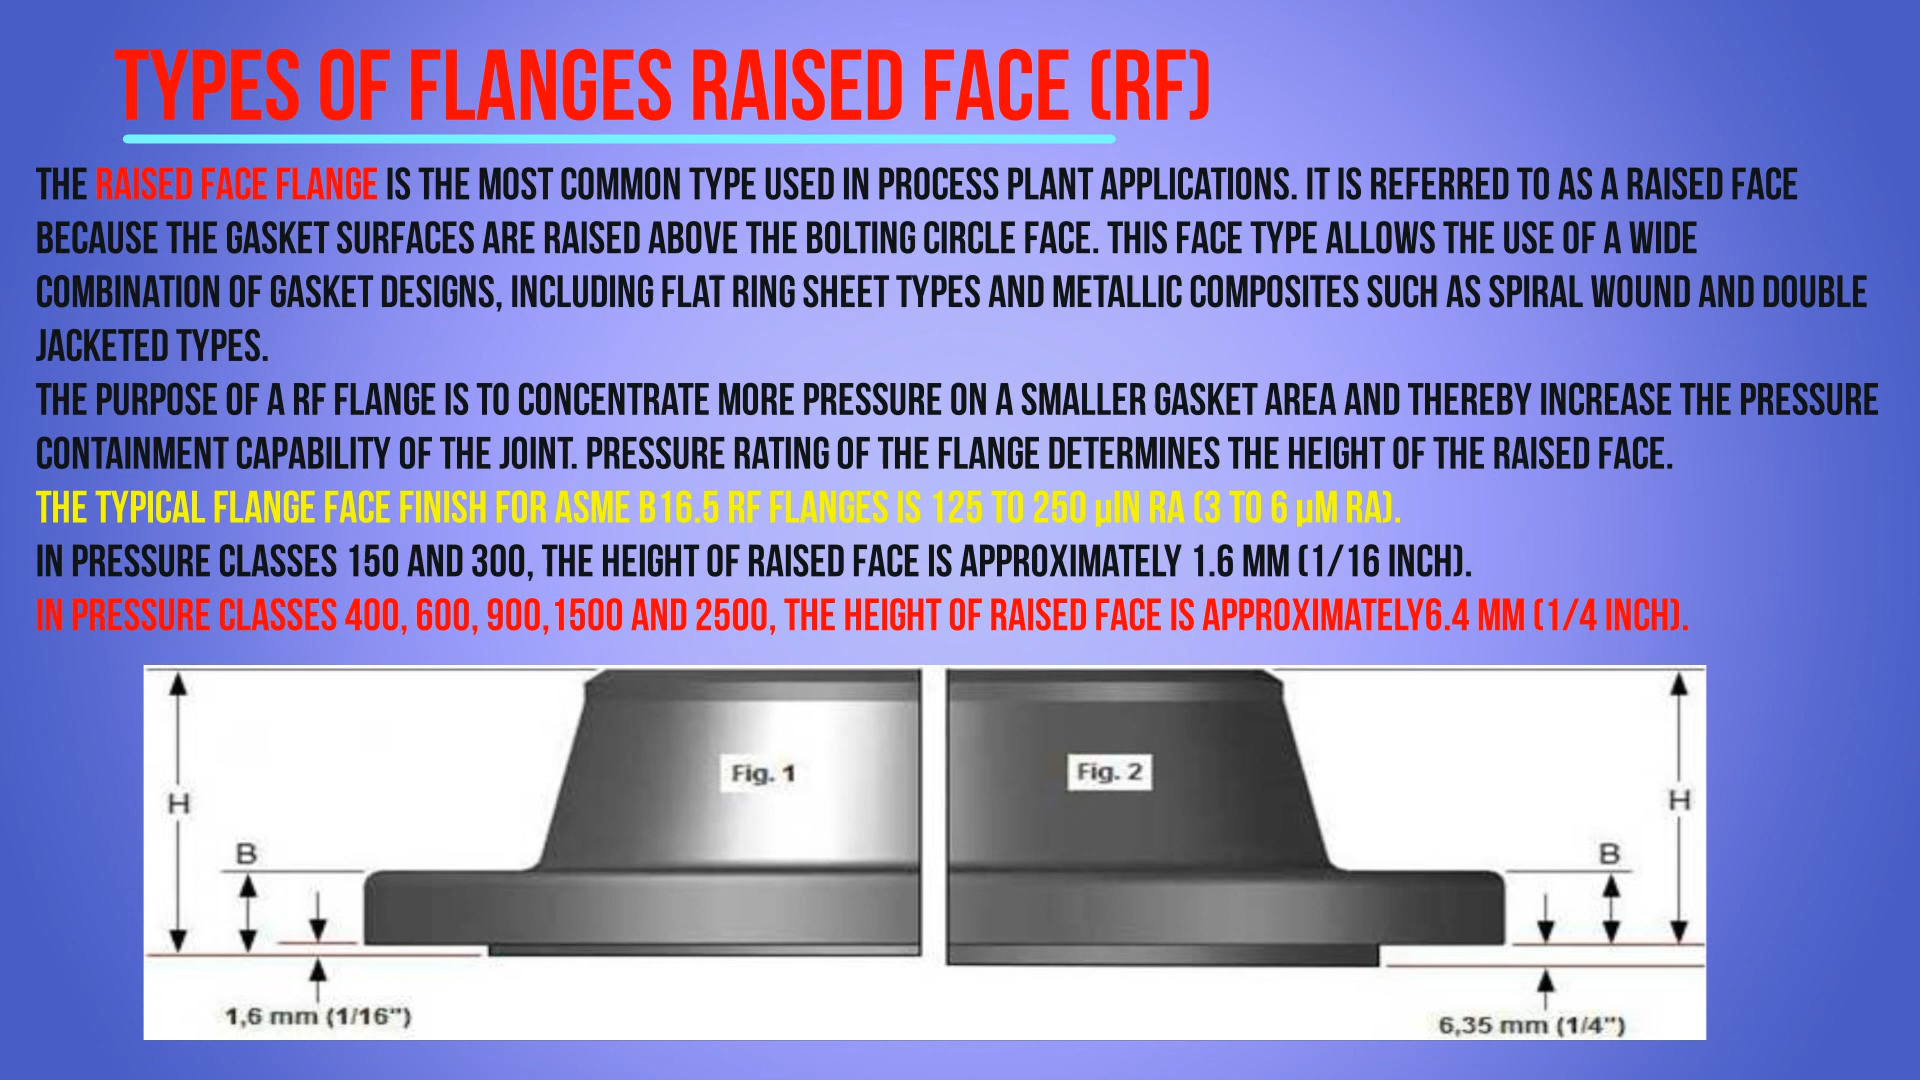 TYPES OF FLANGES RAISED FACE (RF)
THE RAISED FACE FLANGE IS THE MOST COMMON TYPE USED IN PROCESS PLANT APPLICATIONS. IT IS REFERRED TO AS A RAISED FACE
BECAUSE THE GASKET SURFACES ARE RAISED ABOVE THE BOLTING CIRCLE FACE. THIS FACE TYPE ALLOWS THE USE OF A WIDE
COMBINATION OF GASKET DESIGNS, INCLUDING FLAT RING SHEET TYPES AND METALLIC COMPOSITES SUCH AS SPIRAL WOUND AND DOUBLE
JACKETED TYPES.
THE PURPOSE OF A RF FLANGE IS TO CONCENTRATE MORE PRESSURE ON A SMALLER GASKET AREA AND THEREBY INCREASE THE PRESSURE
CONTAINMENT CAPABILITY OF THE JOINT. PRESSURE RATING OF THE FLANGE DETERMINES THE HEIGHT OF THE RAISED FACE.
THE TYPICAL FLANGE FACE FINISH FOR ASME B16.5 RF FLANGES IS 125 TO 250 µIN RA (3 TO 6 µM RA).
IN PRESSURE CLASSES 150 AND 300, THE HEIGHT OF RAISED FACE IS APPROXIMATELY 1.6 MM (1/16 INCH).
IN PRESSURE CLASSES 400, 600, 900,1500 AND 2500, THE HEIGHT OF RAISED FACE IS APPROXIMATELY6.4 MM (1/4 INCH).
Fig. 1
Fig. 2
H
H
B
B
1,6 mm (1/16")
6,35 mm (1/4")